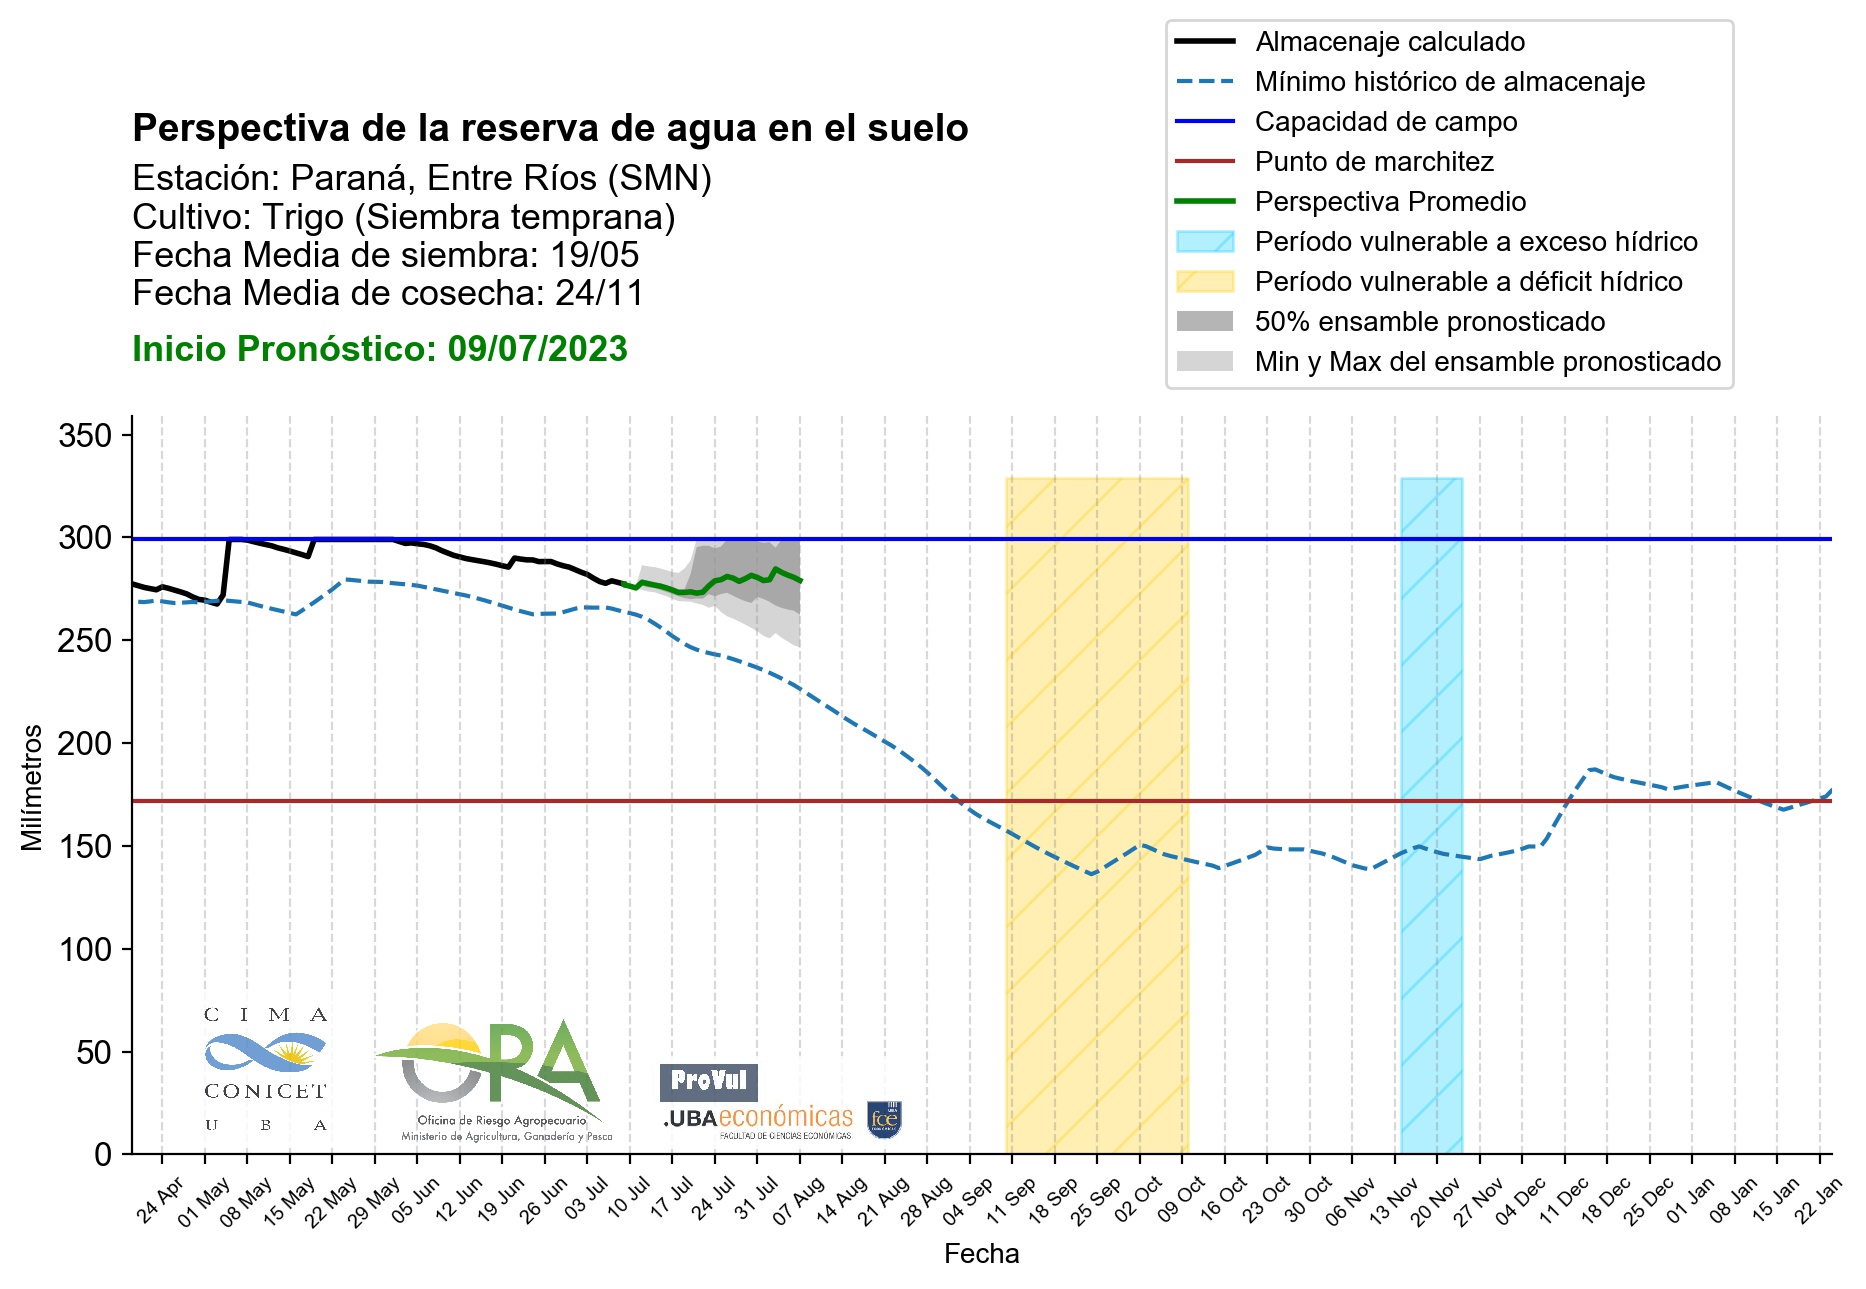 Almacenaje calculado
Mínimo histórico de almacenaje
Capacidad de campo
Punto de marchitez
Perspectiva Promedio
Período vulnerable a exceso hídrico
Período vulnerable a déficit hídrico
50% ensamble pronosticado
Min y Max del ensamble pronosticado
Perspectiva de la reserva de agua en el suelo
Estación: Paraná, Entre Ríos (SMN)
Cultivo: Trigo (Siembra temprana)
Fecha Media de siembra: 19/05
Fecha Media de cosecha: 24/11
Inicio Pronóstico: 09/07/2023
Milímetros
350
300
250
200
150
100
50
0
CIMA
CONICET
UBA
OPA
Oficina de Riesgo Agropecuario
Ministerio de Agricultura, Ganadería y Pesca
ProVul
.UBAeconómicas
FACULTAD DE CIENCIAS ECONÓMICAS
fce
24 Apr
01 May
08 May
15 May
22 May
29 May
05 Jun
12 Jun
19 Jun
26 Jun
03 Jul
10 Jul
17 Jul
24 Jul
31 Jul
07 Aug
14 Aug
21 Aug
28 Aug
04 Sep
11 Sep
18 Sep
25 Sep
02 Oct
09 Oct
16 Oct
23 Oct
30 Oct
06 Nov
13 Nov
20 Nov
27 Nov
04 Dec
11 Dec
18 Dec
25 Dec
01 Jan
08 Jan
15 Jan
22 Jan
Fecha